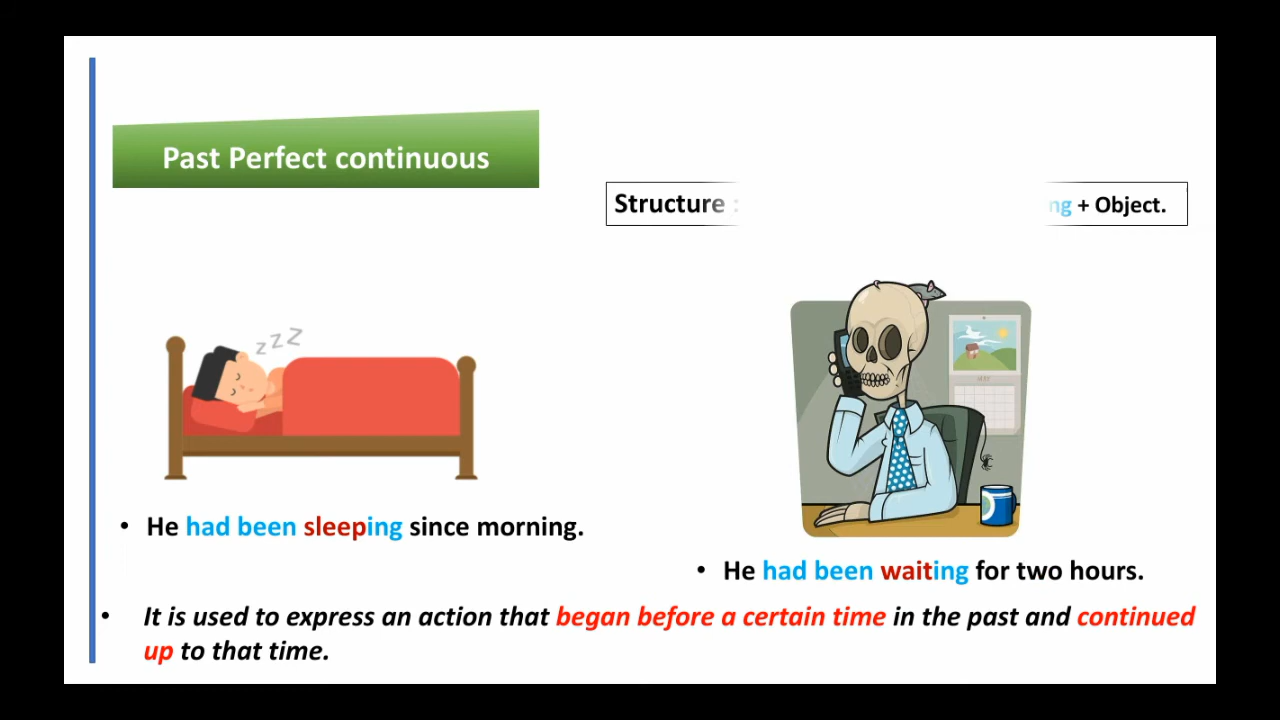 Past Perfect continuous
Structure :
ng + Object.
zzZ
He had been sleeping since morning.
He had been waiting for two hours.
It is used to express an action that began before a certain time in the past and continued
up to that time.